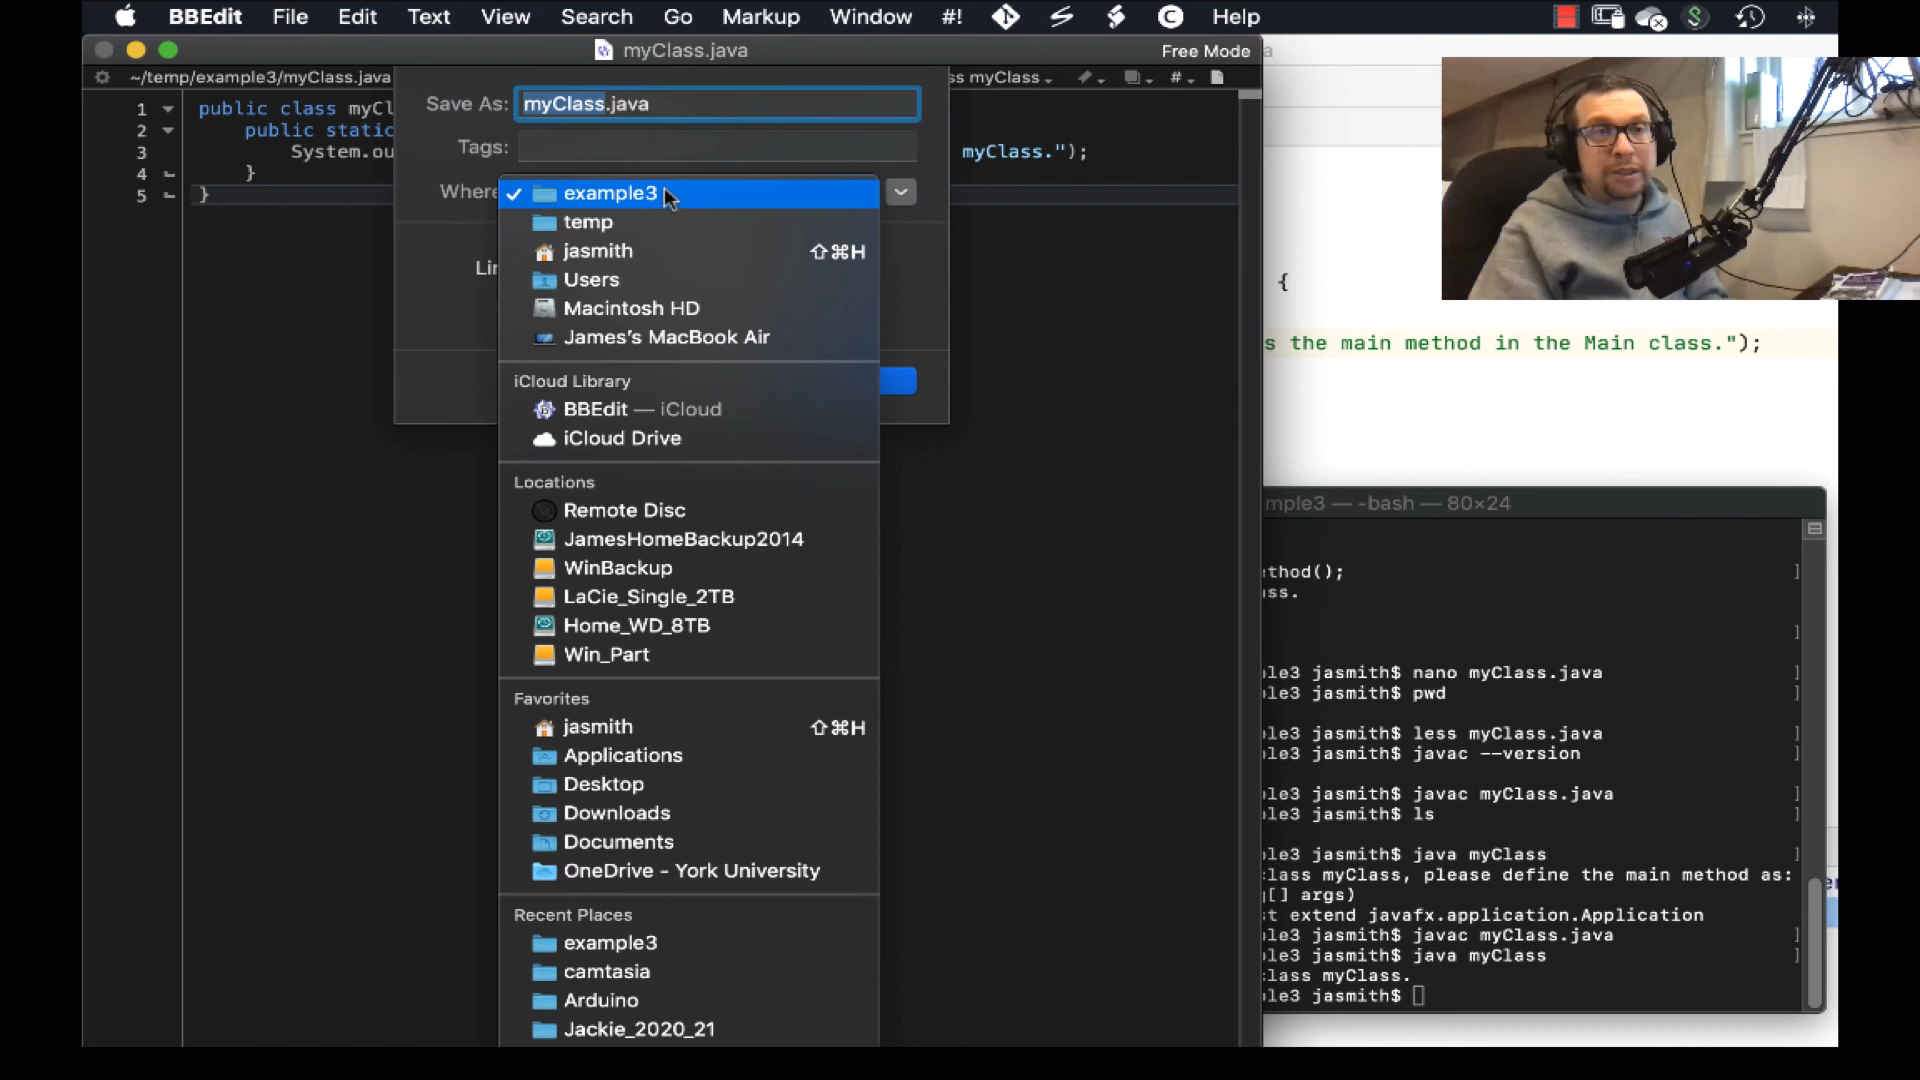 BBEdit File Edit Text View Search Go Markup Window #! Help
myClass.java
Free Mode
~/temp/example3/myClass.java
ss myClass
#
1 public class myCl
2 public static
3 System.ou
myClass.");
4 }
5 }
Save As: myClass.java
Tags:
Where
Lin
example3
temp
jasmith ⇧⌘H
Users
Macintosh HD
James's MacBook Air
iCloud Library
BBEdit — iCloud
iCloud Drive
Locations
Remote Disc
JamesHomeBackup2014
WinBackup
LaCie_Single_2TB
Home_WD_8TB
Win_Part
Favorites
jasmith ⇧⌘H
Applications
Desktop
Downloads
Documents
OneDrive - York University
Recent Places
example3
camtasia
Arduino
Jackie_2020_21
{
s the main method in the Main class.");
mple3 — -bash — 80×24
ethod();
ass.
le3 jasmith$ nano myClass.java
le3 jasmith$ pwd
le3 jasmith$ less myClass.java
le3 jasmith$ javac --version
le3 jasmith$ javac myClass.java
le3 jasmith$ ls
le3 jasmith$ java myClass
class myClass, please define the main method as:
g[] args)
st extend javafx.application.Application
le3 jasmith$ javac myClass.java
le3 jasmith$ java myClass
class myClass.
le3 jasmith$